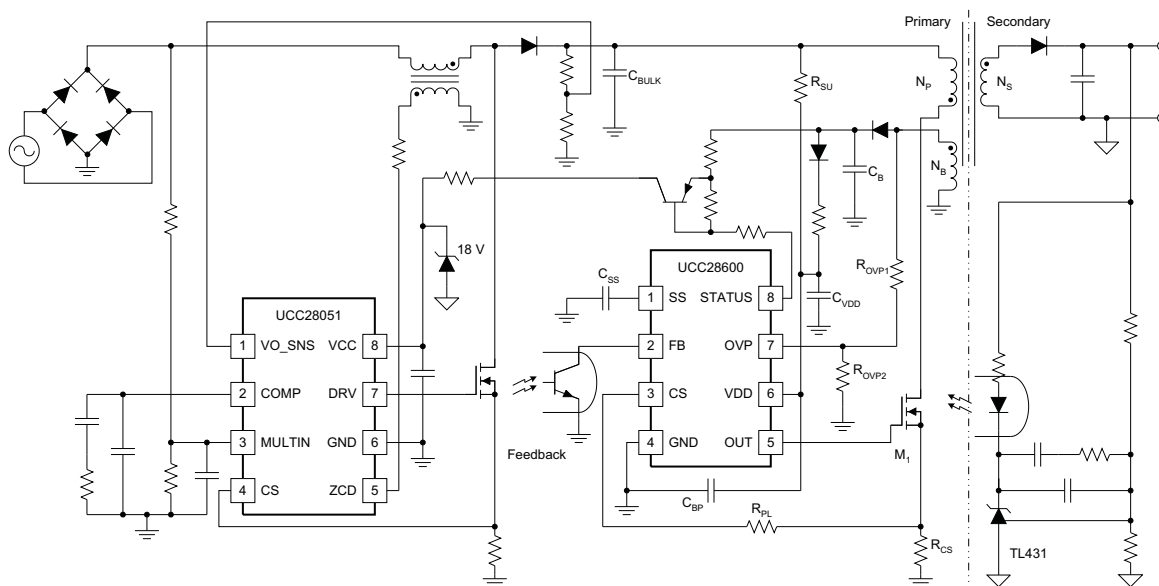 Primary
Secondary
C_BULK
R_SU
N_P
N_S
C_B
N_B
18 V
C_SS
UCC28600
R_OVP1
C_VDD
1 SS STATUS 8
2 FB OVP 7
3 CS VDD 6
4 GND OUT 5
R_OVP2
UCC28051
1 VO_SNS VCC 8
2 COMP DRV 7
3 MULTIN GND 6
4 CS ZCD 5
Feedback
M_1
C_BP
R_PL
R_CS
TL431